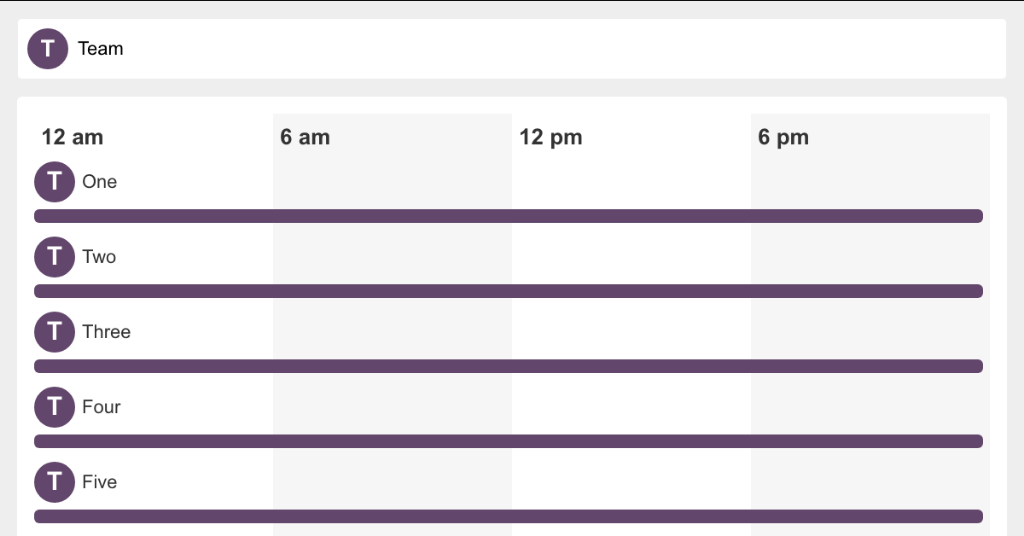 T Team
12 am 6 am 12 pm 6 pm
T One
T Two
T Three
T Four
T Five